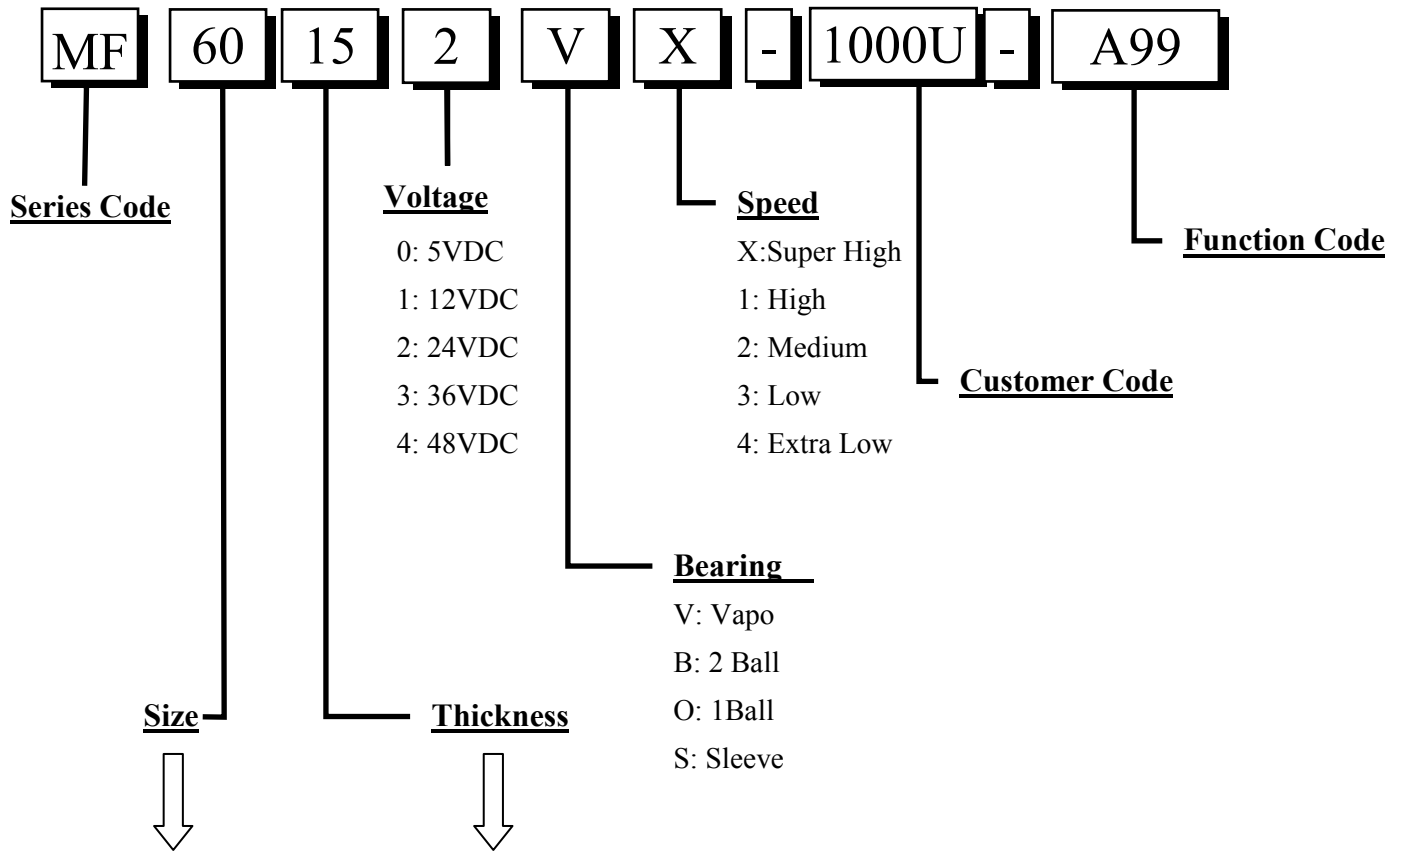 MF 60 15 2 V X - 1000U - A99
Series Code
Voltage
0: 5VDC
1: 12VDC
2: 24VDC
3: 36VDC
4: 48VDC
Speed
X:Super High
1: High
2: Medium
3: Low
4: Extra Low
Function Code
Customer Code
Bearing
V: Vapo
B: 2 Ball
O: 1Ball
S: Sleeve
Size
Thickness